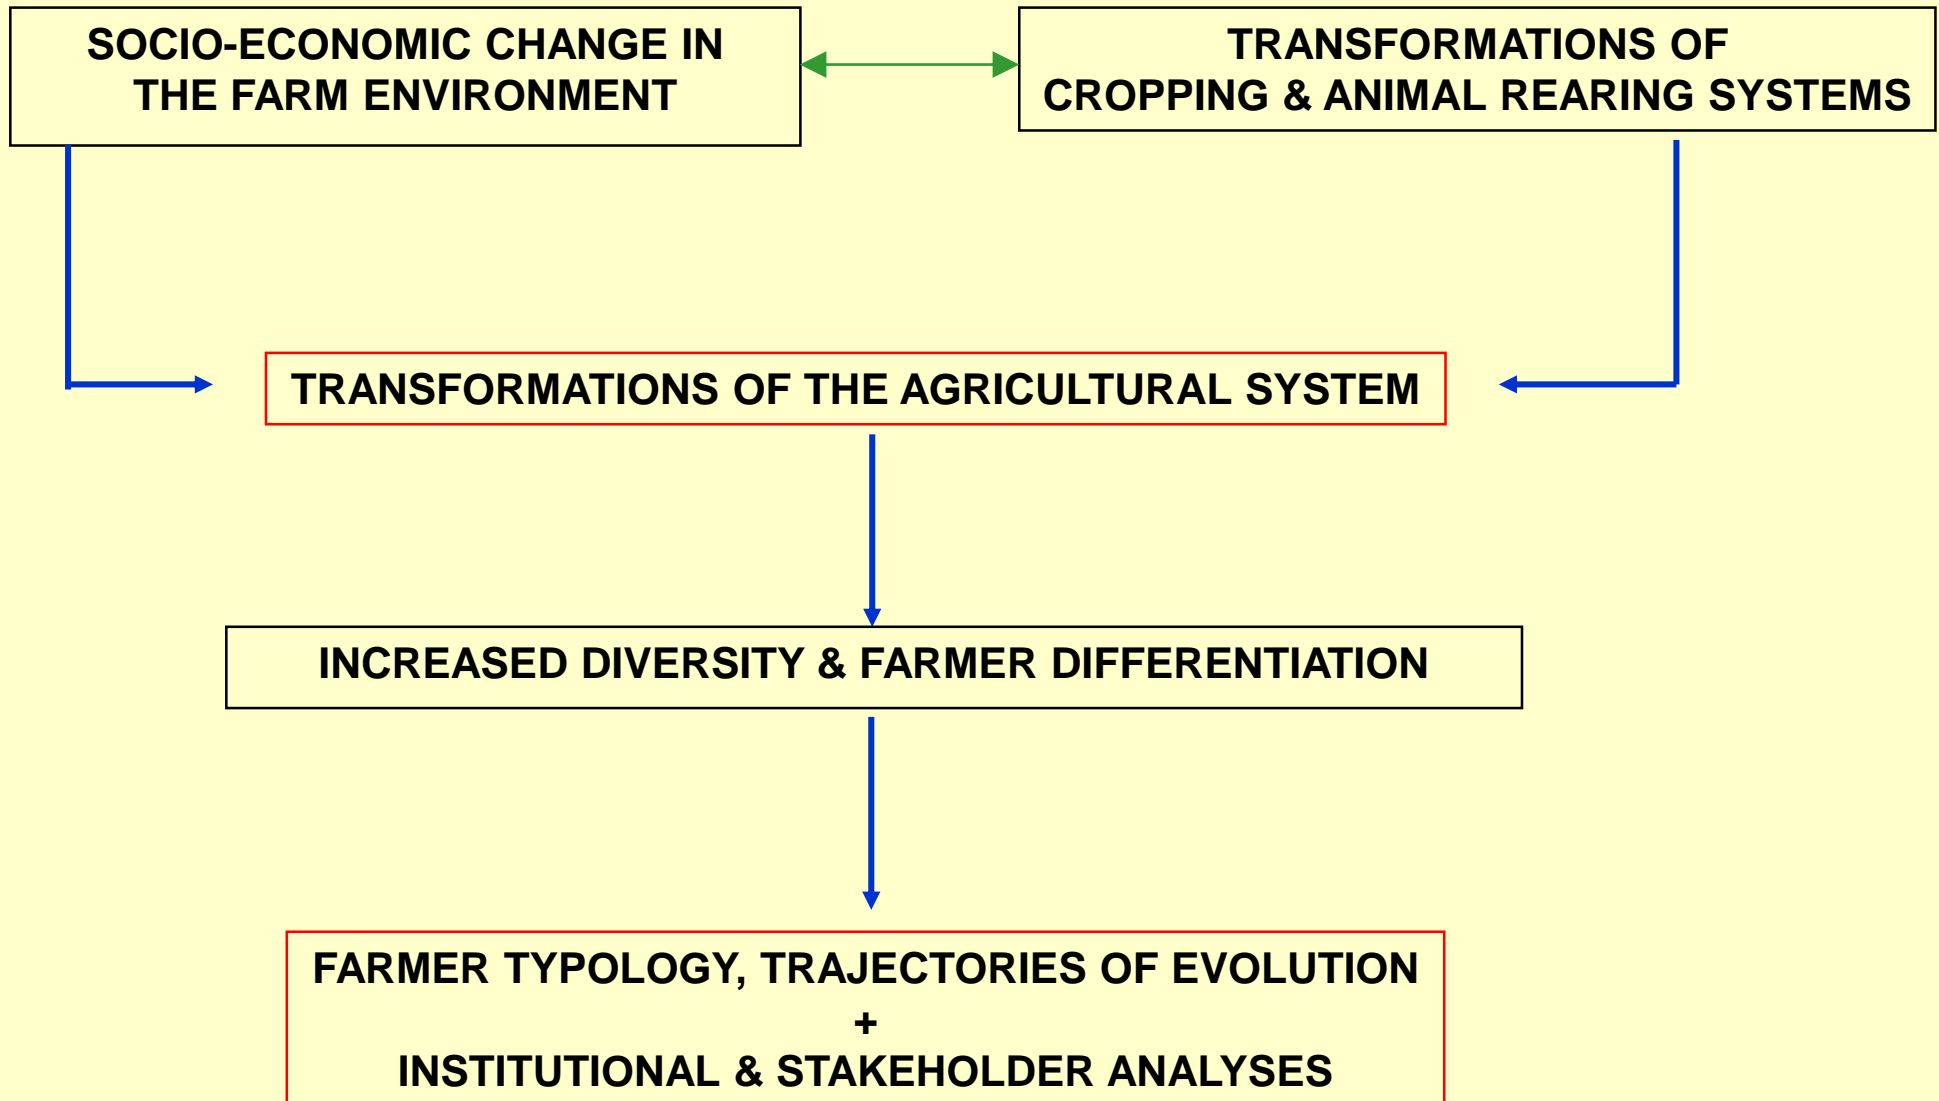 SOCIO-ECONOMIC CHANGE IN
THE FARM ENVIRONMENT
TRANSFORMATIONS OF
CROPPING & ANIMAL REARING SYSTEMS
TRANSFORMATIONS OF THE AGRICULTURAL SYSTEM
INCREASED DIVERSITY & FARMER DIFFERENTIATION
FARMER TYPOLOGY, TRAJECTORIES OF EVOLUTION
+
INSTITUTIONAL & STAKEHOLDER ANALYSES